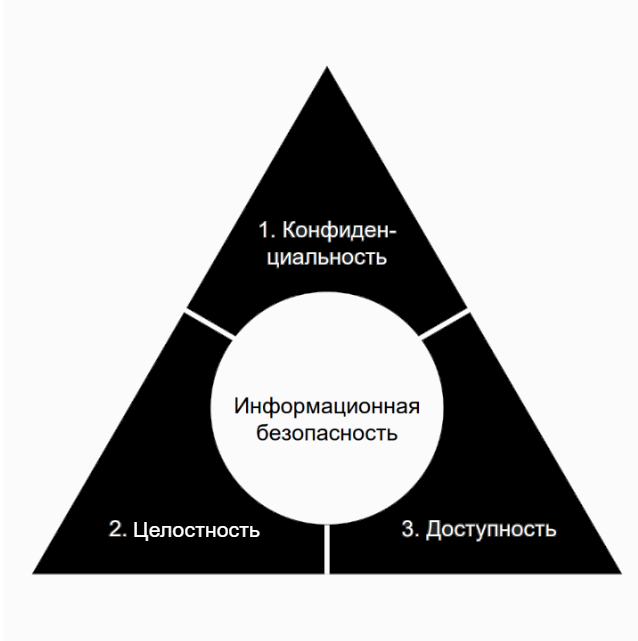 1. Конфиден-
циальность
Информационная
безопасность
2. Целостность
3. Доступность